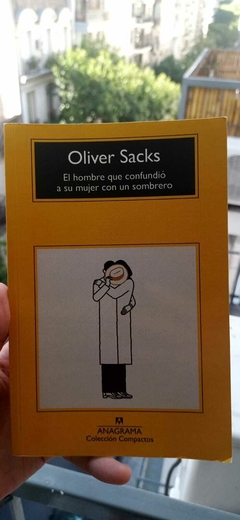 Oliver Sacks
El hombre que confundió
a su mujer con un sombrero
ANAGRAMA
Colección Compactos